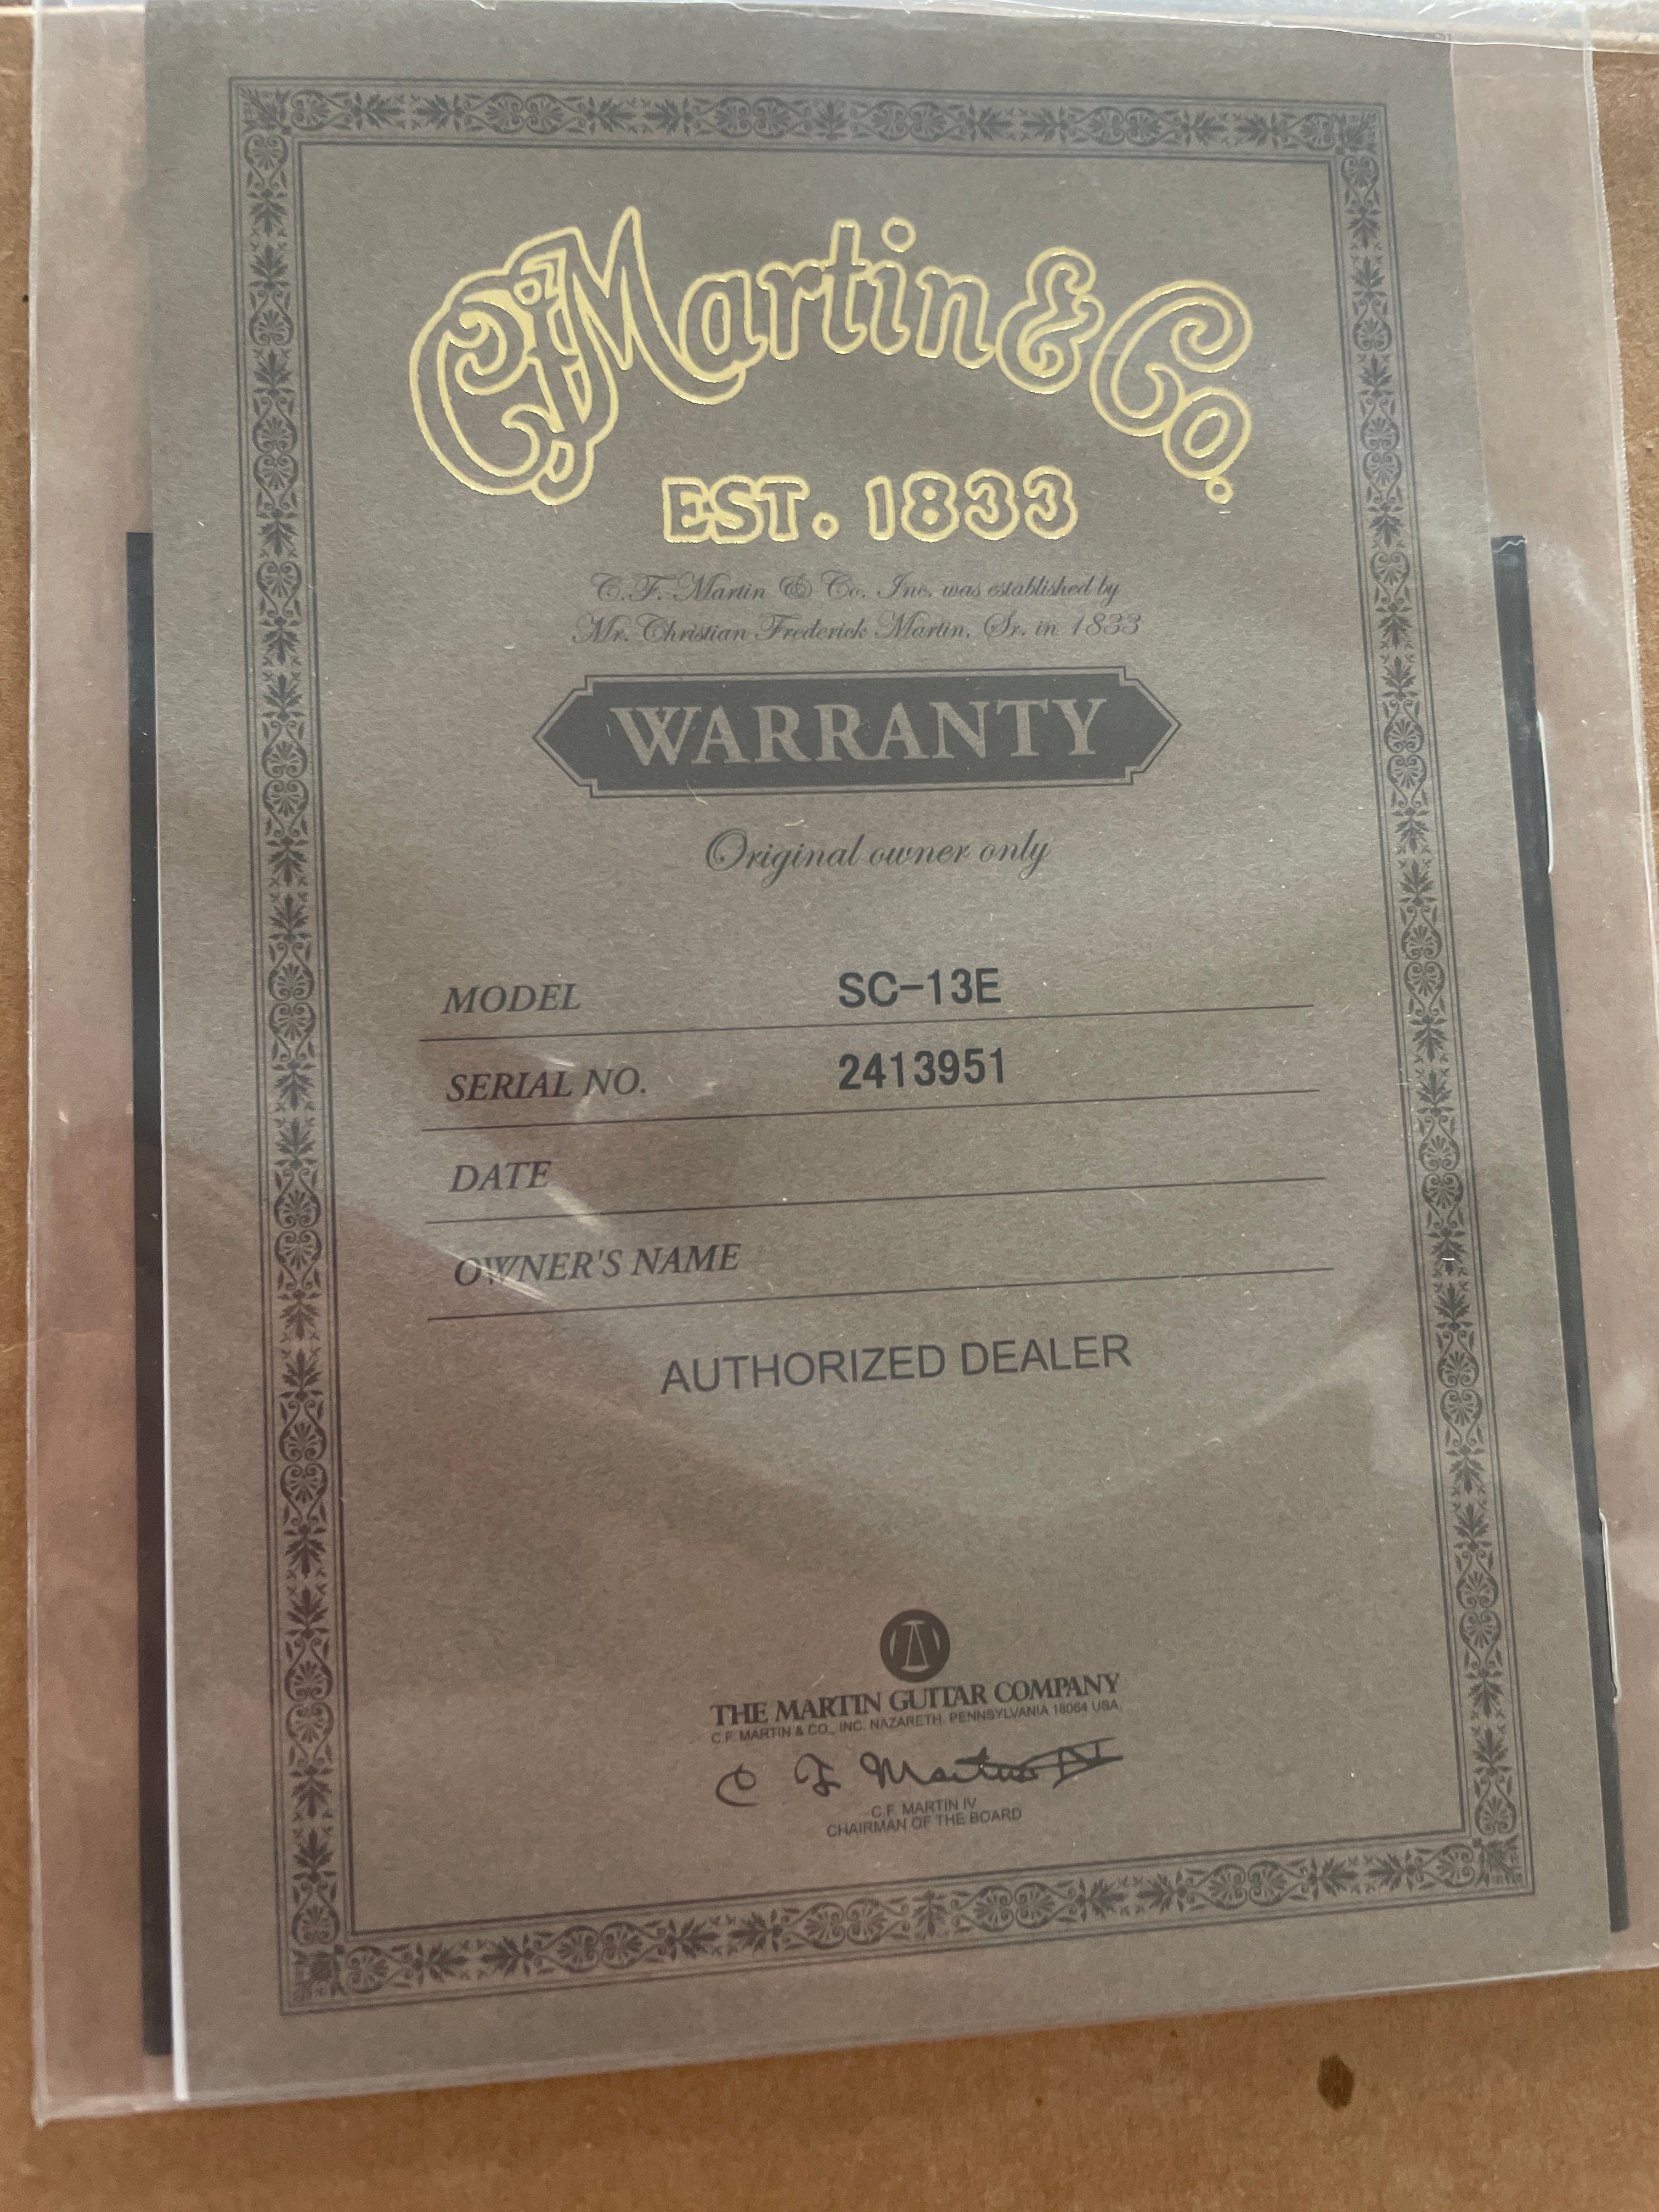 C.F. Martin & Co.
EST. 1833
C.F. Martin & Co. Inc. was established by
Mr. Christian Frederick Martin, Sr. in 1833
WARRANTY
Original owner only
MODEL SC-13E
SERIAL NO. 2413951
DATE
OWNER'S NAME
AUTHORIZED DEALER
THE MARTIN GUITAR COMPANY
C.F. MARTIN & CO., INC. NAZARETH. PENNSYLVANIA 18064 USA.
C F Martin IV
C.F. MARTIN IV
CHAIRMAN OF THE BOARD